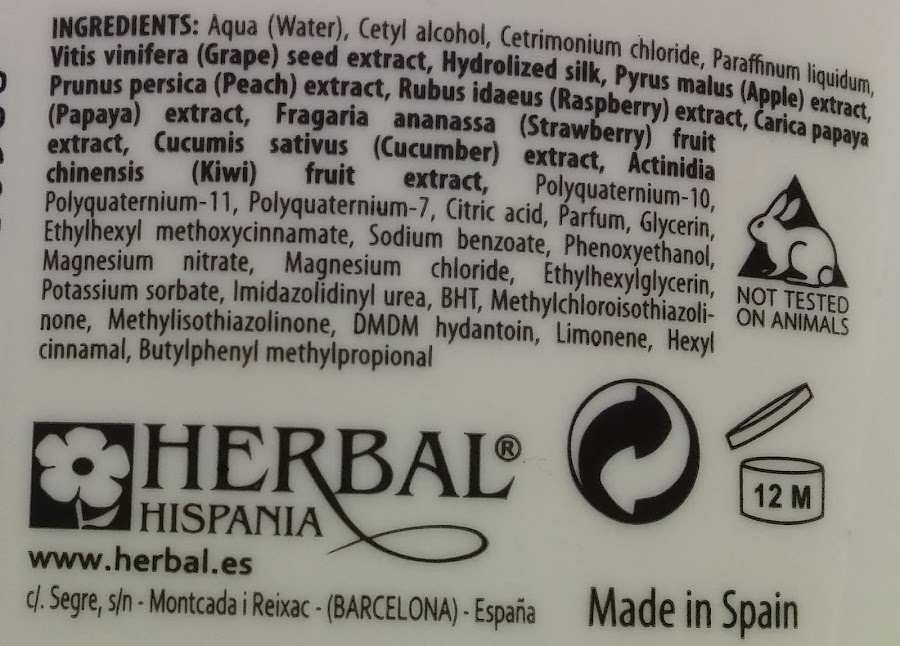 INGREDIENTS: Aqua (Water), Cetyl alcohol, Cetrimonium chloride, Paraffinum liquidum,
Vitis vinifera (Grape) seed extract, Hydrolized silk, Pyrus malus (Apple) extract,
Prunus persica (Peach) extract, Rubus idaeus (Raspberry) extract, Carica papaya
(Papaya) extract, Fragaria ananassa (Strawberry) fruit
extract, Cucumis sativus (Cucumber) extract, Actinidia
chinensis (Kiwi) fruit extract, Polyquaternium-10,
Polyquaternium-11, Polyquaternium-7, Citric acid, Parfum, Glycerin,
Ethylhexyl methoxycinnamate, Sodium benzoate, Phenoxyethanol,
Magnesium nitrate, Magnesium chloride, Ethylhexylglycerin,
Potassium sorbate, Imidazolidinyl urea, BHT, Methylchloroisothiazoli-
none, Methylisothiazolinone, DMDM hydantoin, Limonene, Hexyl
cinnamal, Butylphenyl methylpropional
NOT TESTED
ON ANIMALS
HERBAL®
HISPANIA
12 M
www.herbal.es
c/. Segre, s/n - Montcada i Reixac - (BARCELONA) - España
Made in Spain